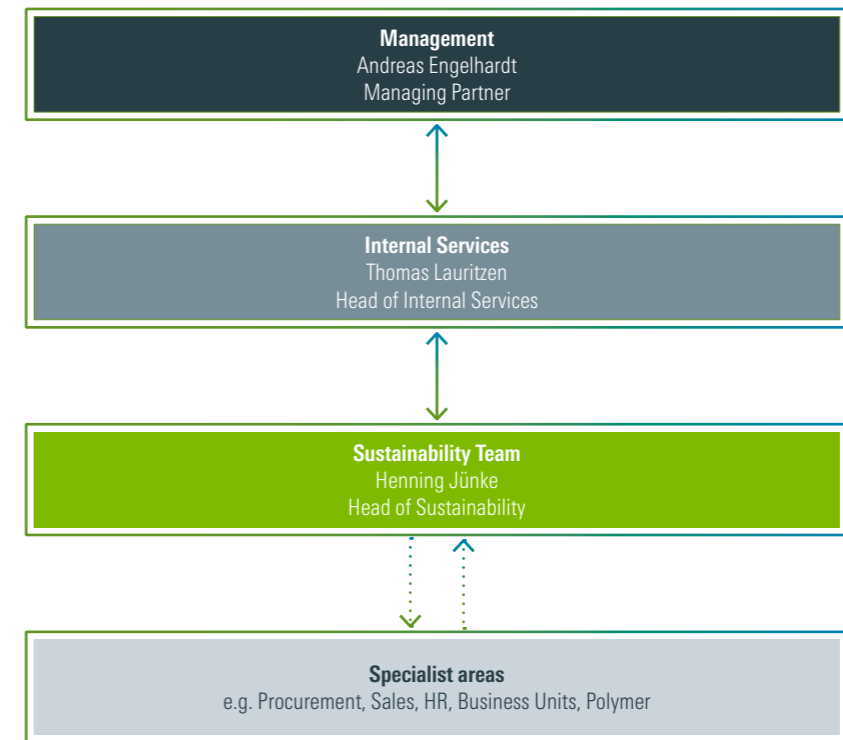 Management
Andreas Engelhardt
Managing Partner
Internal Services
Thomas Lauritzen
Head of Internal Services
Sustainability Team
Henning Jünke
Head of Sustainability
Specialist areas
e.g. Procurement, Sales, HR, Business Units, Polymer